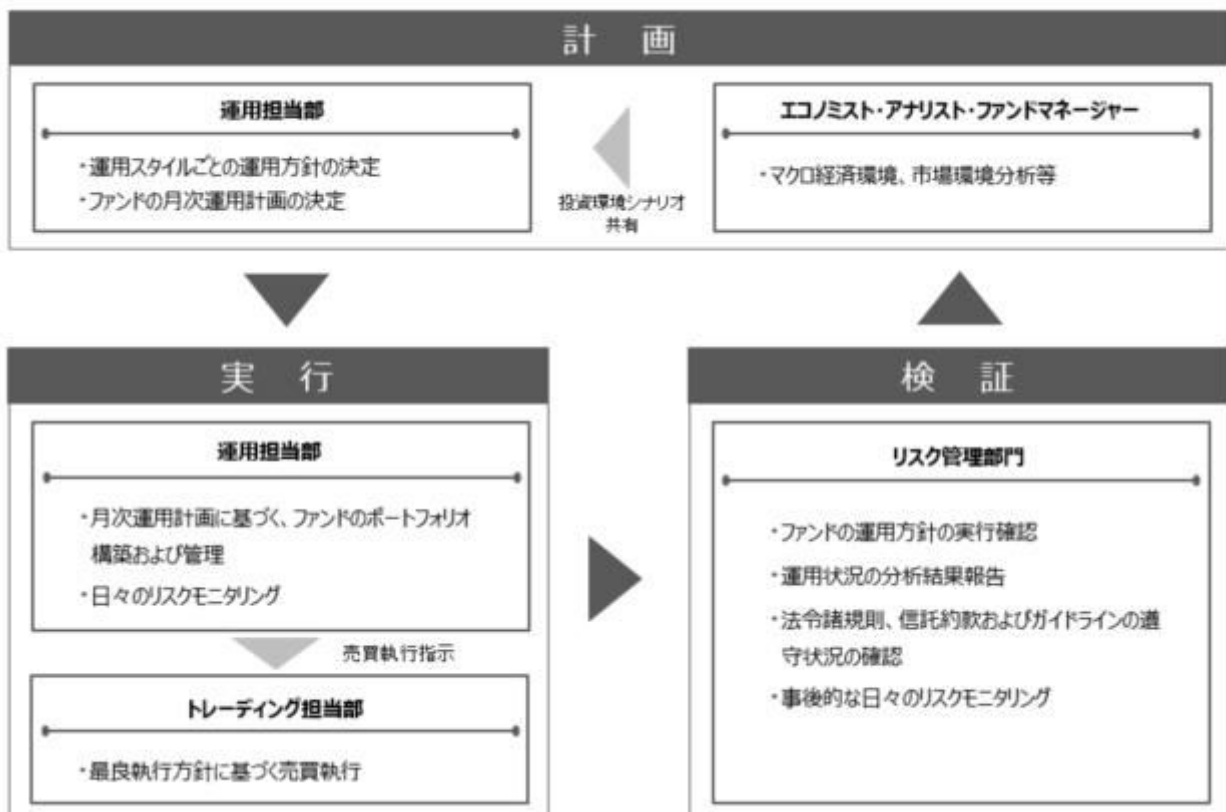 計 画
運用担当部
・運用スタイルごとの運用方針の決定
・ファンドの月次運用計画の決定
投資環境シナリオ
共有
エコノミスト・アナリスト・ファンドマネージャー
・マクロ経済環境、市場環境分析等
実 行
運用担当部
・月次運用計画に基づく、ファンドのポートフォリオ
構築および管理
・日々のリスクモニタリング
売買執行指示
トレーディング担当部
・最良執行方針に基づく売買執行
検 証
リスク管理部門
・ファンドの運用方針の実行確認
・運用状況の分析結果報告
・法令諸規則、信託約款およびガイドラインの遵
守状況の確認
・事後的な日々のリスクモニタリング